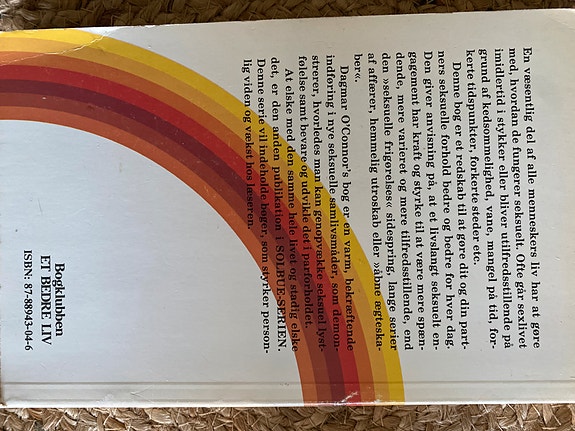 En væsentlig del af alle menneskers liv har at gøre
med, hvordan de fungerer seksuelt. Ofte går sexlivet
imidlertid i stykker eller bliver utilfredsstillende på
grund af kedsommelighed, vane, mangel på tid, for-
kerte tidspunkter, forkerte steder etc.
Denne bog er et redskab til at gøre dit og din part-
ners seksuelle forhold bedre og bedre for hver dag.
Den giver anvisning på, at et livslangt seksuelt en-
gagement har kraft og styrke til at være mere spæn-
dende, mere varieret og mere tilfredsstillende, end
den »seksuelle frigørelses« sidespring, lange serier
af affærer, hemmelig utroskab eller »åbne ægteska-
ber«.
Dagmar O'Connor's bog er en varm, bekræftende
indføring i nye seksuelle samlivsmåder, som demon-
strerer, hvorledes man kan genopvække seksuel lyst-
følelse samt bevare og udvikle det i parforholdet.
At elske med den samme hele livet og stadig elske
det, er den anden publikation i SOLBUE-SERIEN.
Denne serie vil indeholde bøger, som styrker person-
lig viden og vækst hos læseren.
Bogklubben
ET BEDRE LIV
ISBN: 87-88943-04-6